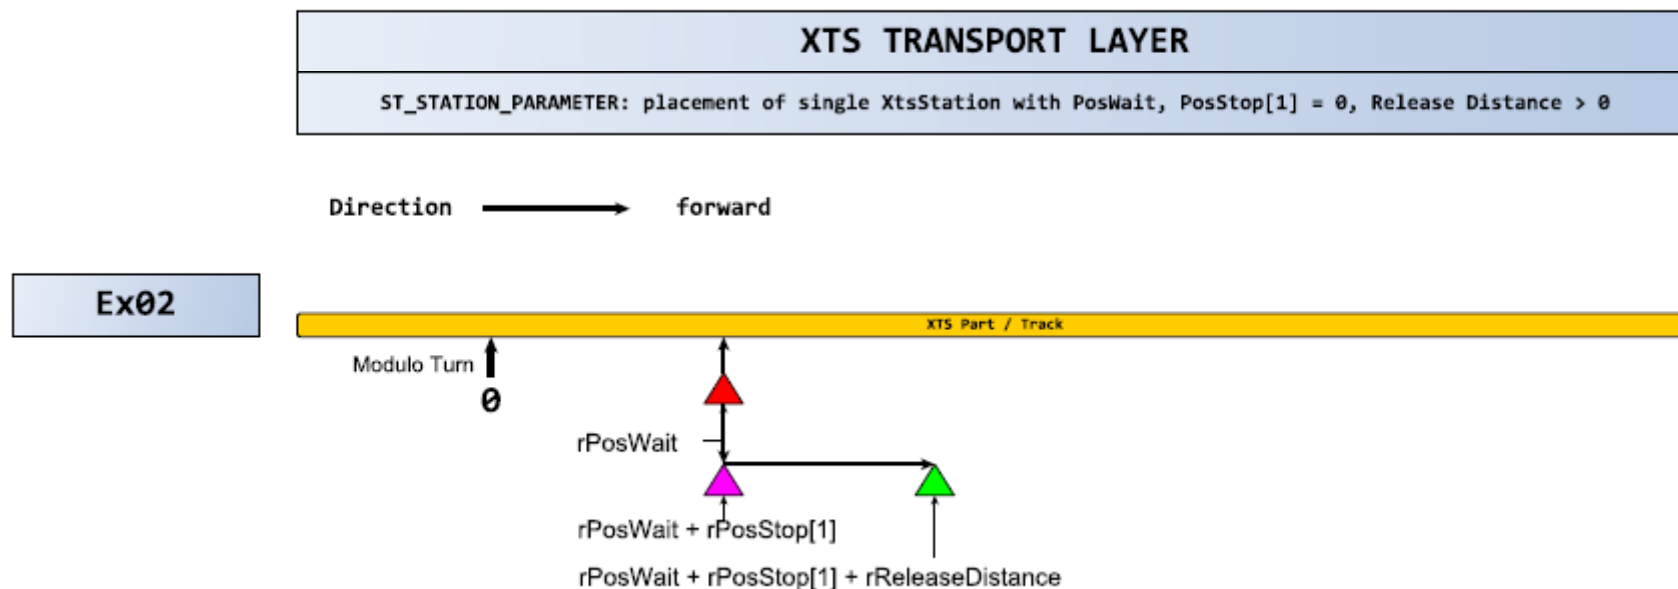 XTS TRANSPORT LAYER
ST_STATION_PARAMETER: placement of single XtsStation with PosWait, PosStop[1] = 0, Release Distance > 0
Direction
forward
Ex02
XTS Part / Track
Modulo Turn
0
rPosWait
rPosWait + rPosStop[1]
rPosWait + rPosStop[1] + rReleaseDistance